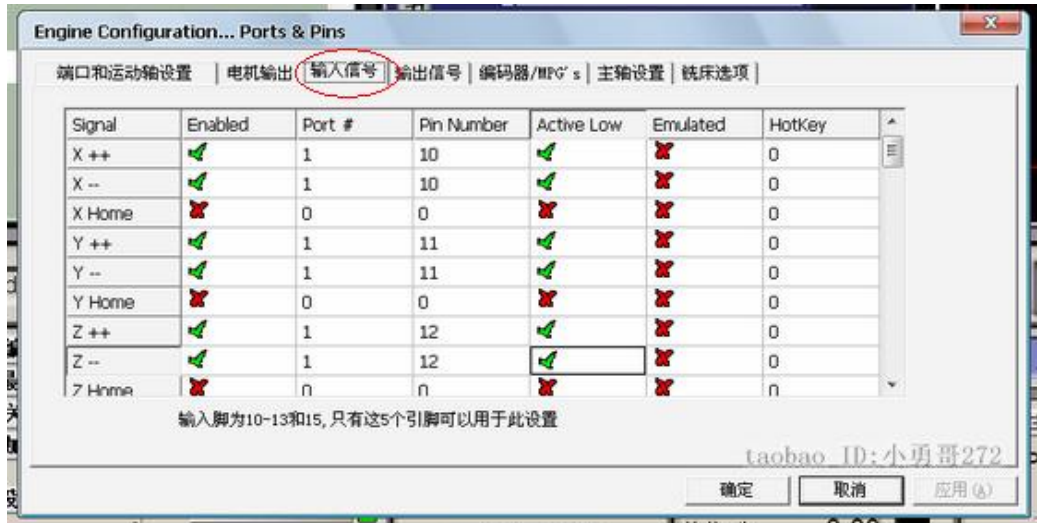 Engine Configuration... Ports & Pins
端口和运动轴设置 电机输出 输入信号 输出信号 编码器/MPG's 主轴设置 铣床选项
Signal Enabled Port # Pin Number Active Low Emulated HotKey
X ++ 1 10 0
X -- 1 10 0
X Home 0 0 0
Y ++ 1 11 0
Y -- 1 11 0
Y Home 0 0 0
Z ++ 1 12 0
Z -- 1 12 0
Z Home 0 0 0
输入脚为10-13和15,只有这5个引脚可以用于此设置
taobao ID:小勇哥272
确定 取消 应用(A)